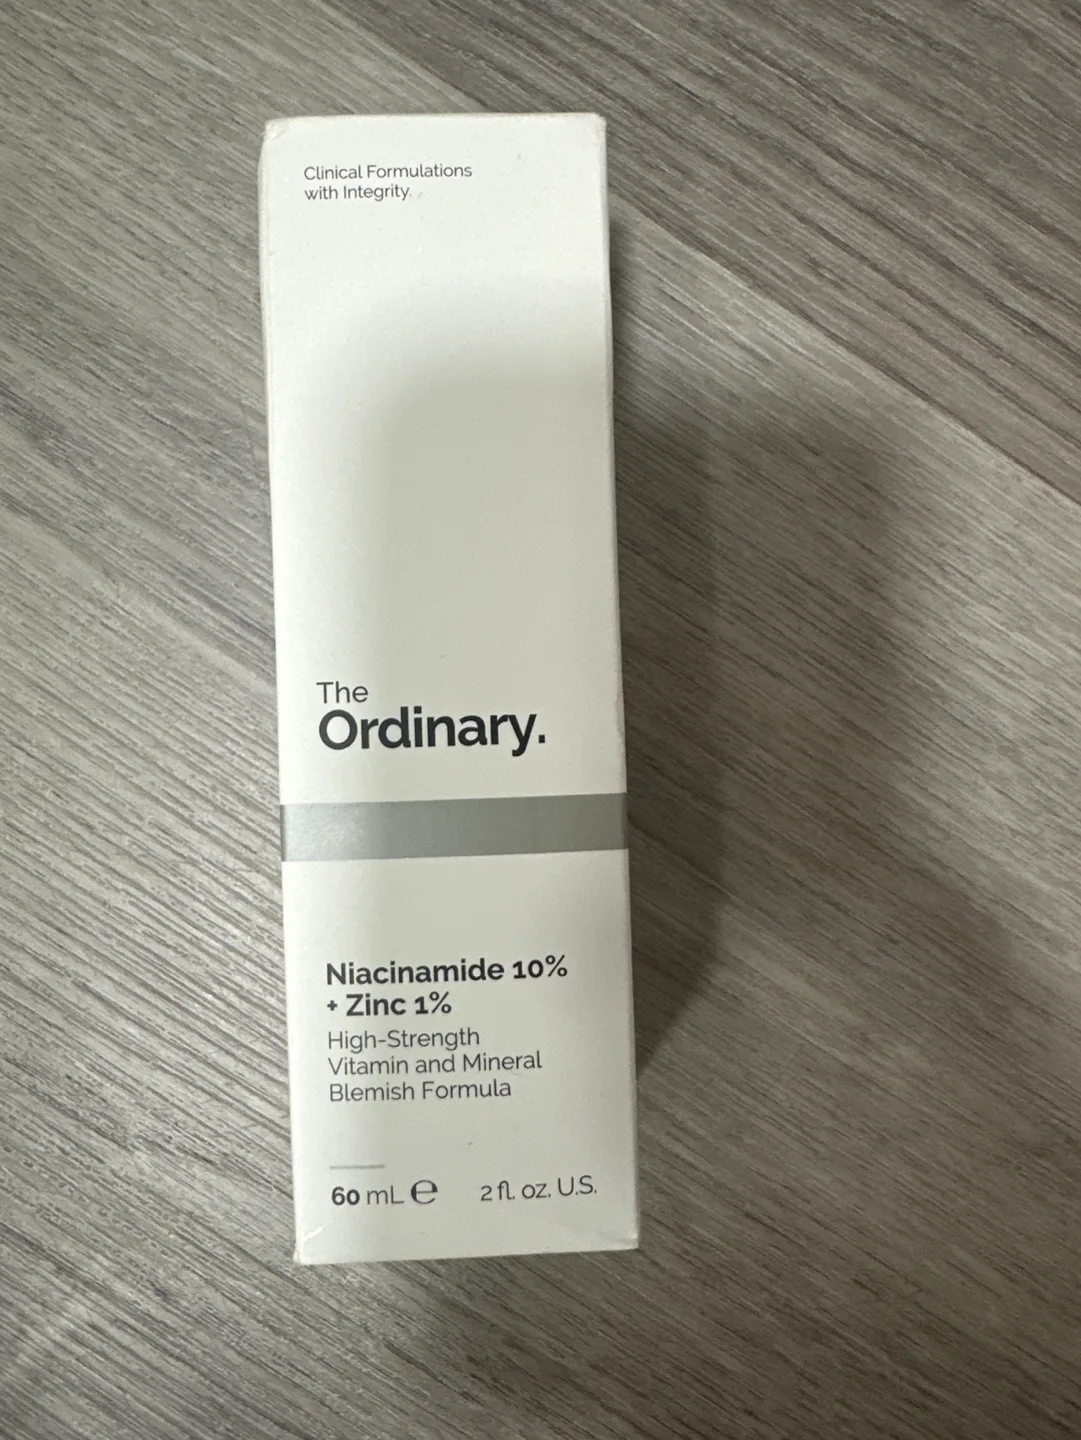 Clinical Formulations
with Integrity.
The
Ordinary.
Niacinamide 10%
+ Zinc 1%
High-Strength
Vitamin and Mineral
Blemish Formula
60 mL ℮ 2 fl. oz. U.S.